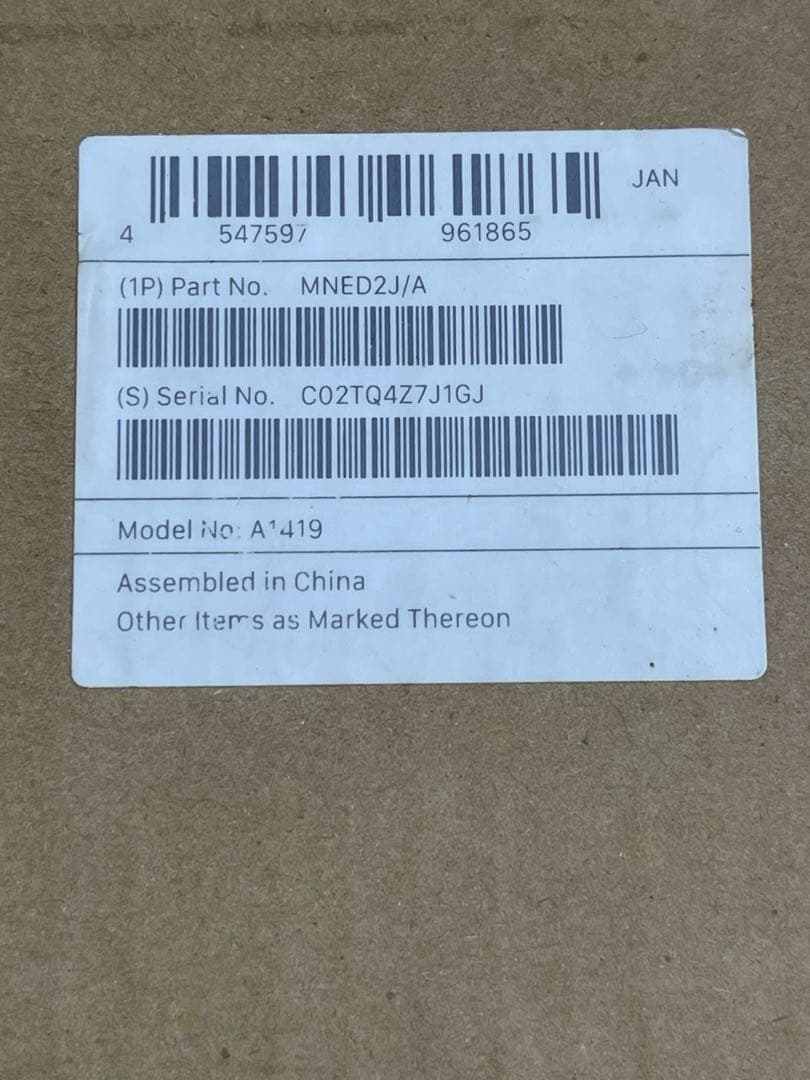 JAN
4 547597 961865
(1P) Part No. MNED2J/A
(S) Serial No. C02TQ4Z7J1GJ
Model No: A1419
Assembled in China
Other Items as Marked Thereon